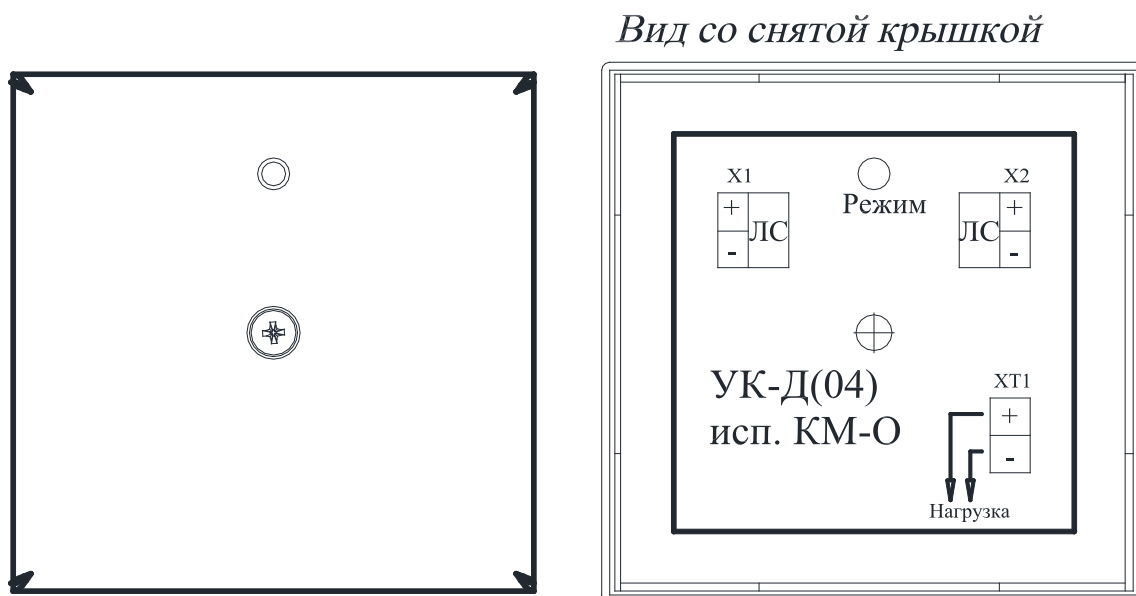 Вид со снятой крышкой
X1
X2
+
ЛС
-
Режим
ЛС
+
-
УК-Д(04)
исп. КМ-О
XT1
+
-
Нагрузка